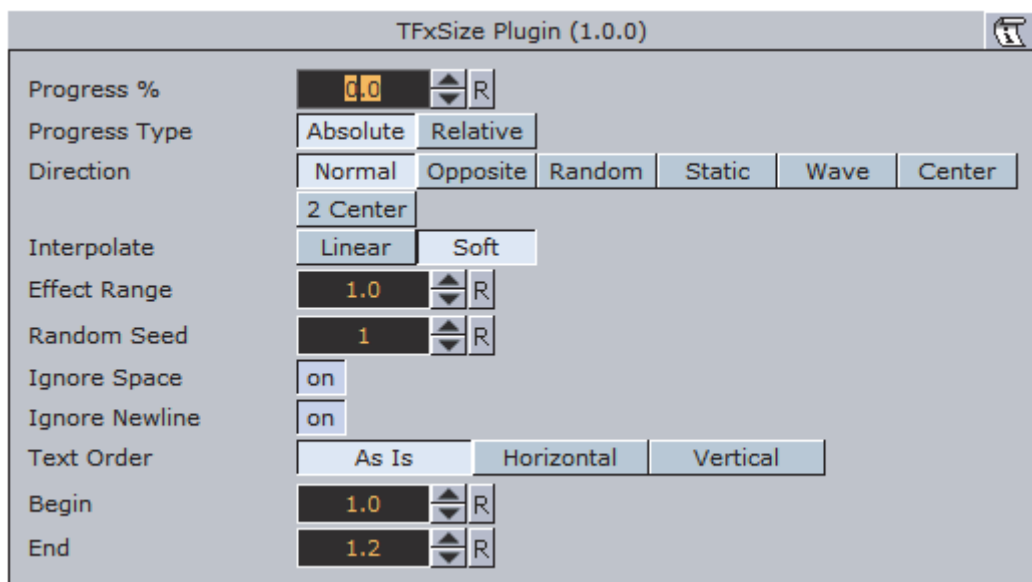 TFxSize Plugin (1.0.0)
Progress % 0.0 R
Progress Type Absolute Relative
Direction Normal Opposite Random Static Wave Center
2 Center
Interpolate Linear Soft
Effect Range 1.0 R
Random Seed 1 R
Ignore Space on
Ignore Newline on
Text Order As Is Horizontal Vertical
Begin 1.0 R
End 1.2 R